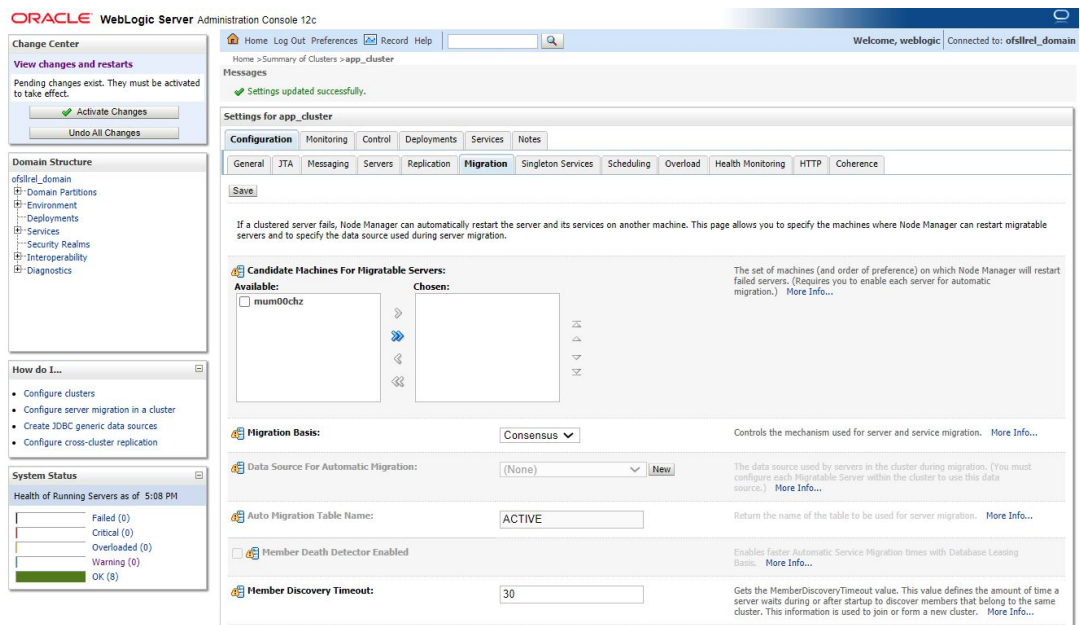 ORACLE WebLogic Server Administration Console 12c
Change Center
View changes and restarts
Pending changes exist. They must be activated
to take effect.
Activate Changes
Undo All Changes
Domain Structure
ofsllrel_domain
Domain Partitions
Environment
Deployments
Services
Security Realms
Interoperability
Diagnostics
How do I...
Configure clusters
Configure server migration in a cluster
Create JDBC generic data sources
Configure cross-cluster replication
System Status
Health of Running Servers as of 5:08 PM
Failed (0)
Critical (0)
Overloaded (0)
Warning (0)
OK (8)
Home Log Out Preferences Record Help
Welcome, weblogic Connected to: ofsllrel_domain
Home >Summary of Clusters >app_cluster
Messages
Settings updated successfully.
Settings for app_cluster
Configuration Monitoring Control Deployments Services Notes
General JTA Messaging Servers Replication Migration Singleton Services Scheduling Overload Health Monitoring HTTP Coherence
Save
If a clustered server fails, Node Manager can automatically restart the server and its services on another machine. This page allows you to specify the machines where Node Manager can restart migratable
servers and to specify the data source used during server migration.
Candidate Machines For Migratable Servers:
Available: Chosen:
mum00chz
The set of machines (and order of preference) on which Node Manager will restart
failed servers. (Requires you to enable each server for automatic
migration.) More Info...
Migration Basis:
Consensus
Controls the mechanism used for server and service migration. More Info...
Data Source For Automatic Migration:
(None) New
The data source used by servers in the cluster during migration. (You must
configure each Migratable Server within the cluster to use this data
source.) More Info...
Auto Migration Table Name:
ACTIVE
Return the name of the table to be used for server migration. More Info...
Member Death Detector Enabled
Enables faster Automatic Service Migration times with Database Leasing
Basis. More Info...
Member Discovery Timeout:
30
Gets the MemberDiscoveryTimeout value. This value defines the amount of time a
server waits during or after startup to discover members that belong to the same
cluster. This information is used to join or form a new cluster. More Info...